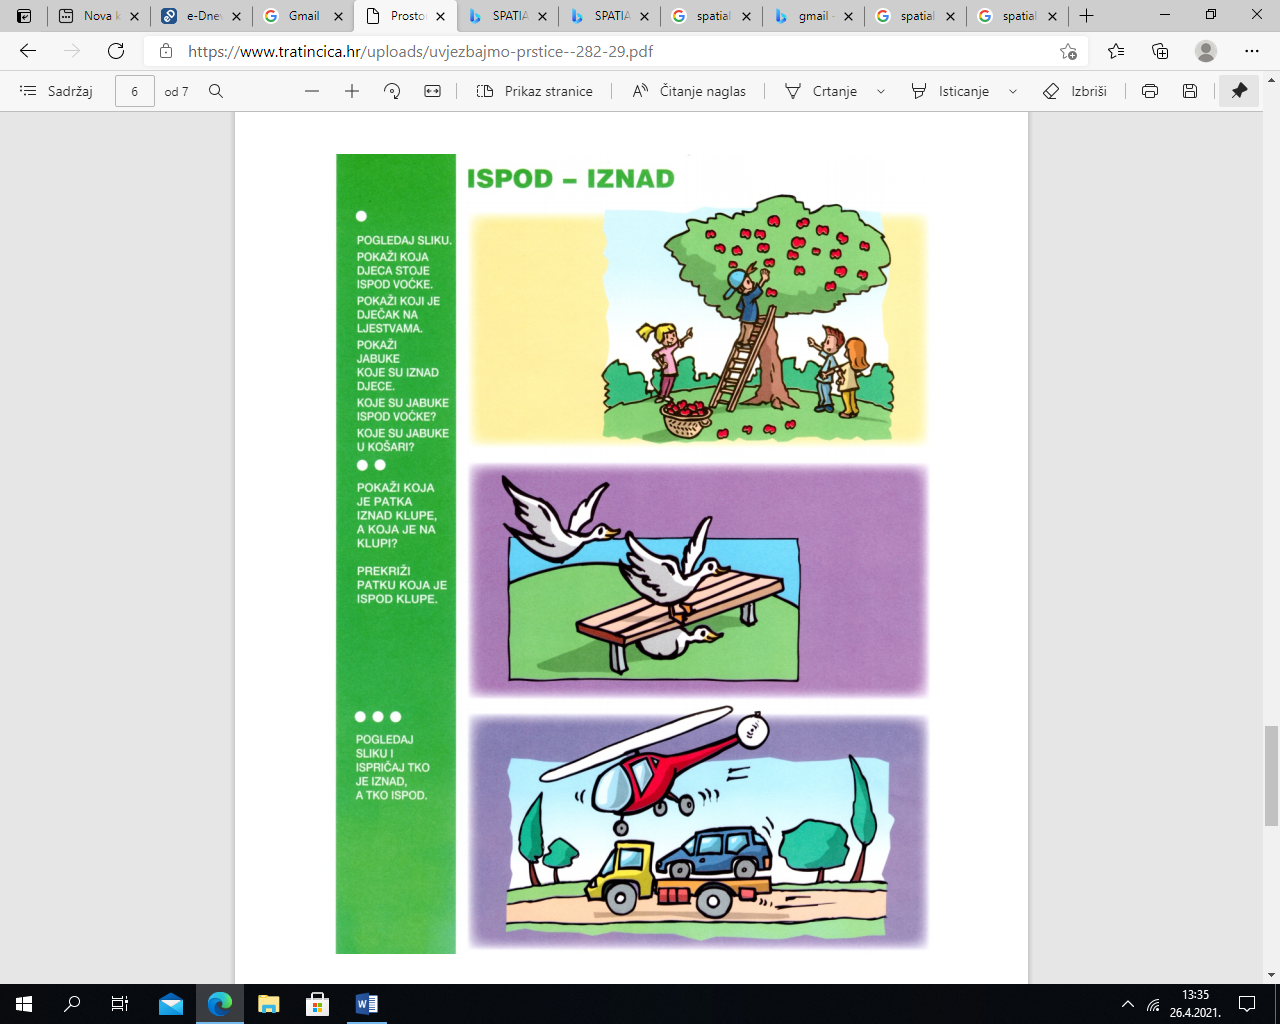 Nova k
e-Dnev
Gmail
Prostor
SPATIA
SPATIA
spatial
gmail -
spatial
spatial
https://www.tratincica.hr/uploads/uvjezbajmo-prstice--282-29.pdf
Sadržaj
6
od 7
Prikaz stranice
Čitanje naglas
Crtanje
Isticanje
Izbriši
ISPOD – IZNAD
POGLEDAJ SLIKU.
POKAŽI KOJA
DJECA STOJE
ISPOD VOĆKE.
POKAŽI KOJI JE
DJEČAK NA
LJESTVAMA.
POKAŽI
JABUKE
KOJE SU IZNAD
DJECE.
KOJE SU JABUKE
ISPOD VOĆKE?
KOJE SU JABUKE
U KOŠARI?
POKAŽI KOJA
JE PATKA
IZNAD KLUPE,
A KOJA JE NA
KLUPI?
PREKRIŽI
PATKU KOJA JE
ISPOD KLUPE.
POGLEDAJ
SLIKU I
ISPRIČAJ TKO
JE IZNAD,
A TKO ISPOD.
13:35
26.4.2021.